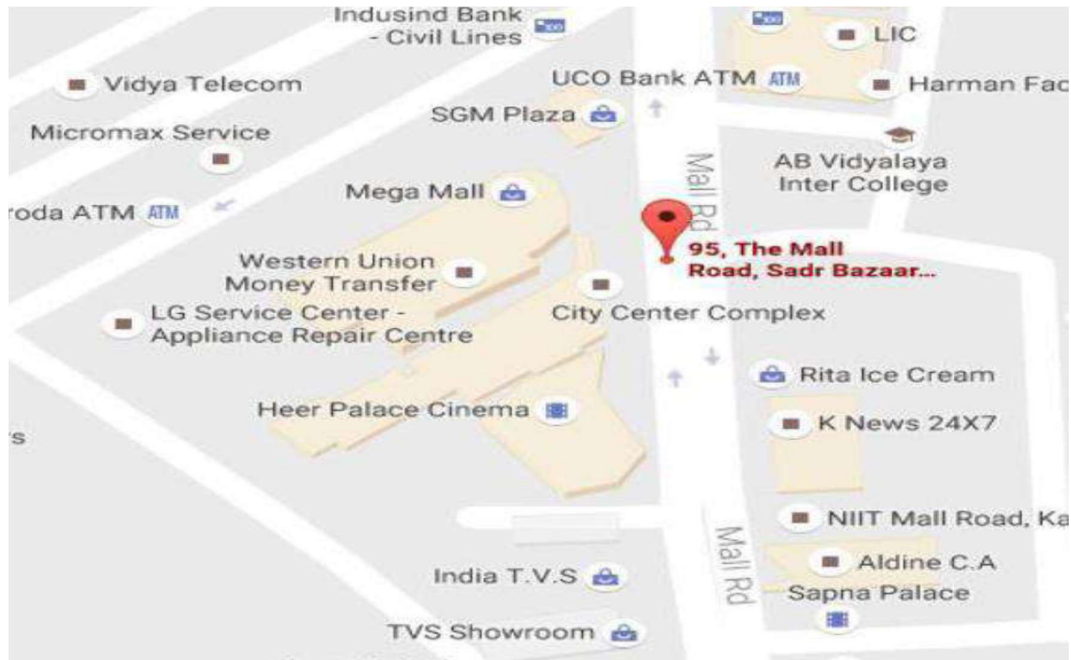 Indusind Bank
- Civil Lines
LIC
Vidya Telecom
UCO Bank ATM
ATM
Harman Fac
SGM Plaza
Micromax Service
AB Vidyalaya
Inter College
Mall Rd
Mega Mall
roda ATM
ATM
95, The Mall
Road, Sadr Bazaar...
Western Union
Money Transfer
LG Service Center -
Appliance Repair Centre
City Center Complex
Rita Ice Cream
Heer Palace Cinema
K News 24X7
rs
NIIT Mall Road, Ka
Mall Rd
Aldine C.A
India T.V.S
Sapna Palace
TVS Showroom